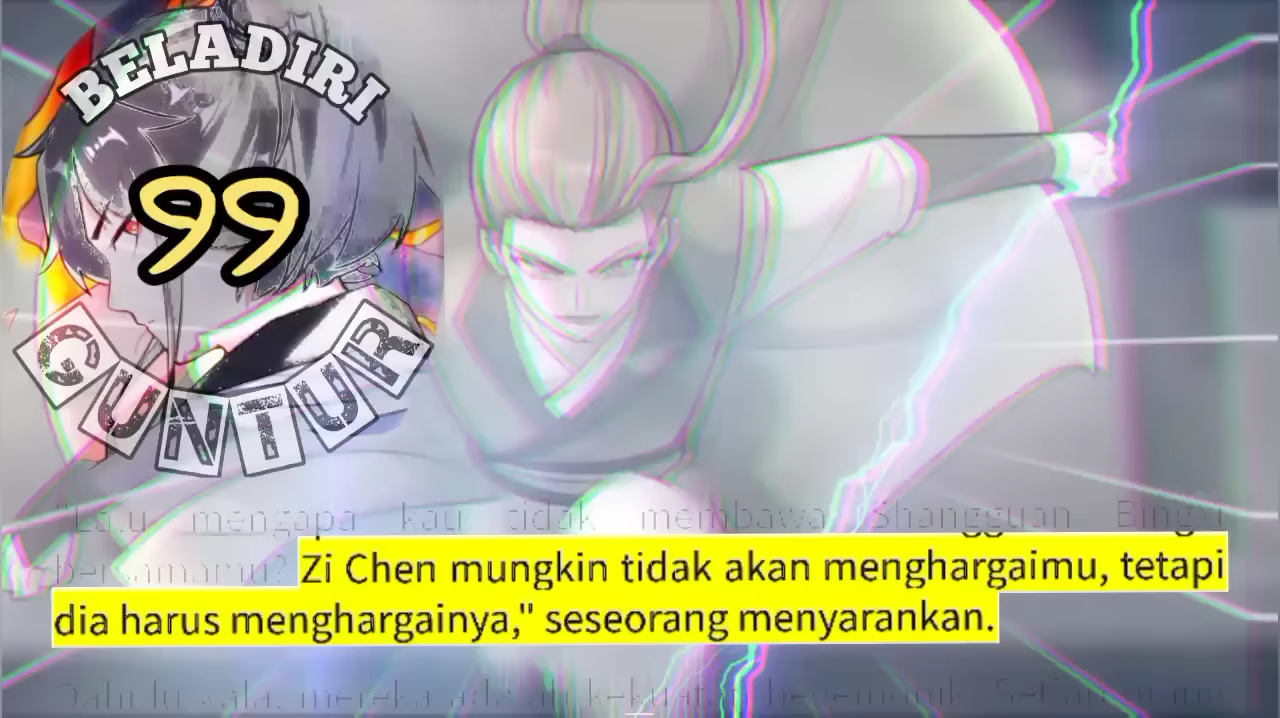 BELADIRI
99
GUNTUR
"Lalu mengapa kau tidak membawa Shangguan Bing'er
bersamamu? Zi Chen mungkin tidak akan menghargaimu, tetapi
dia harus menghargainya," seseorang menyarankan.